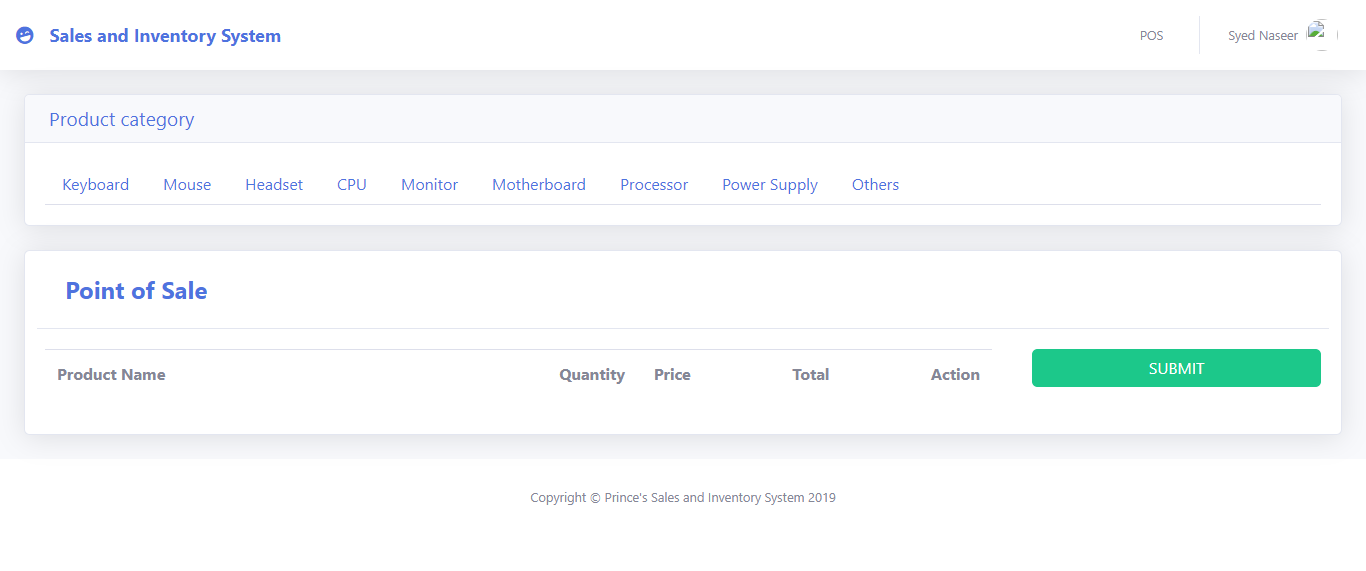 Sales and Inventory System
POS
Syed Naseer
Product category
Keyboard Mouse Headset CPU Monitor Motherboard Processor Power Supply Others
Point of Sale
Product Name Quantity Price Total Action
SUBMIT
Copyright © Prince's Sales and Inventory System 2019